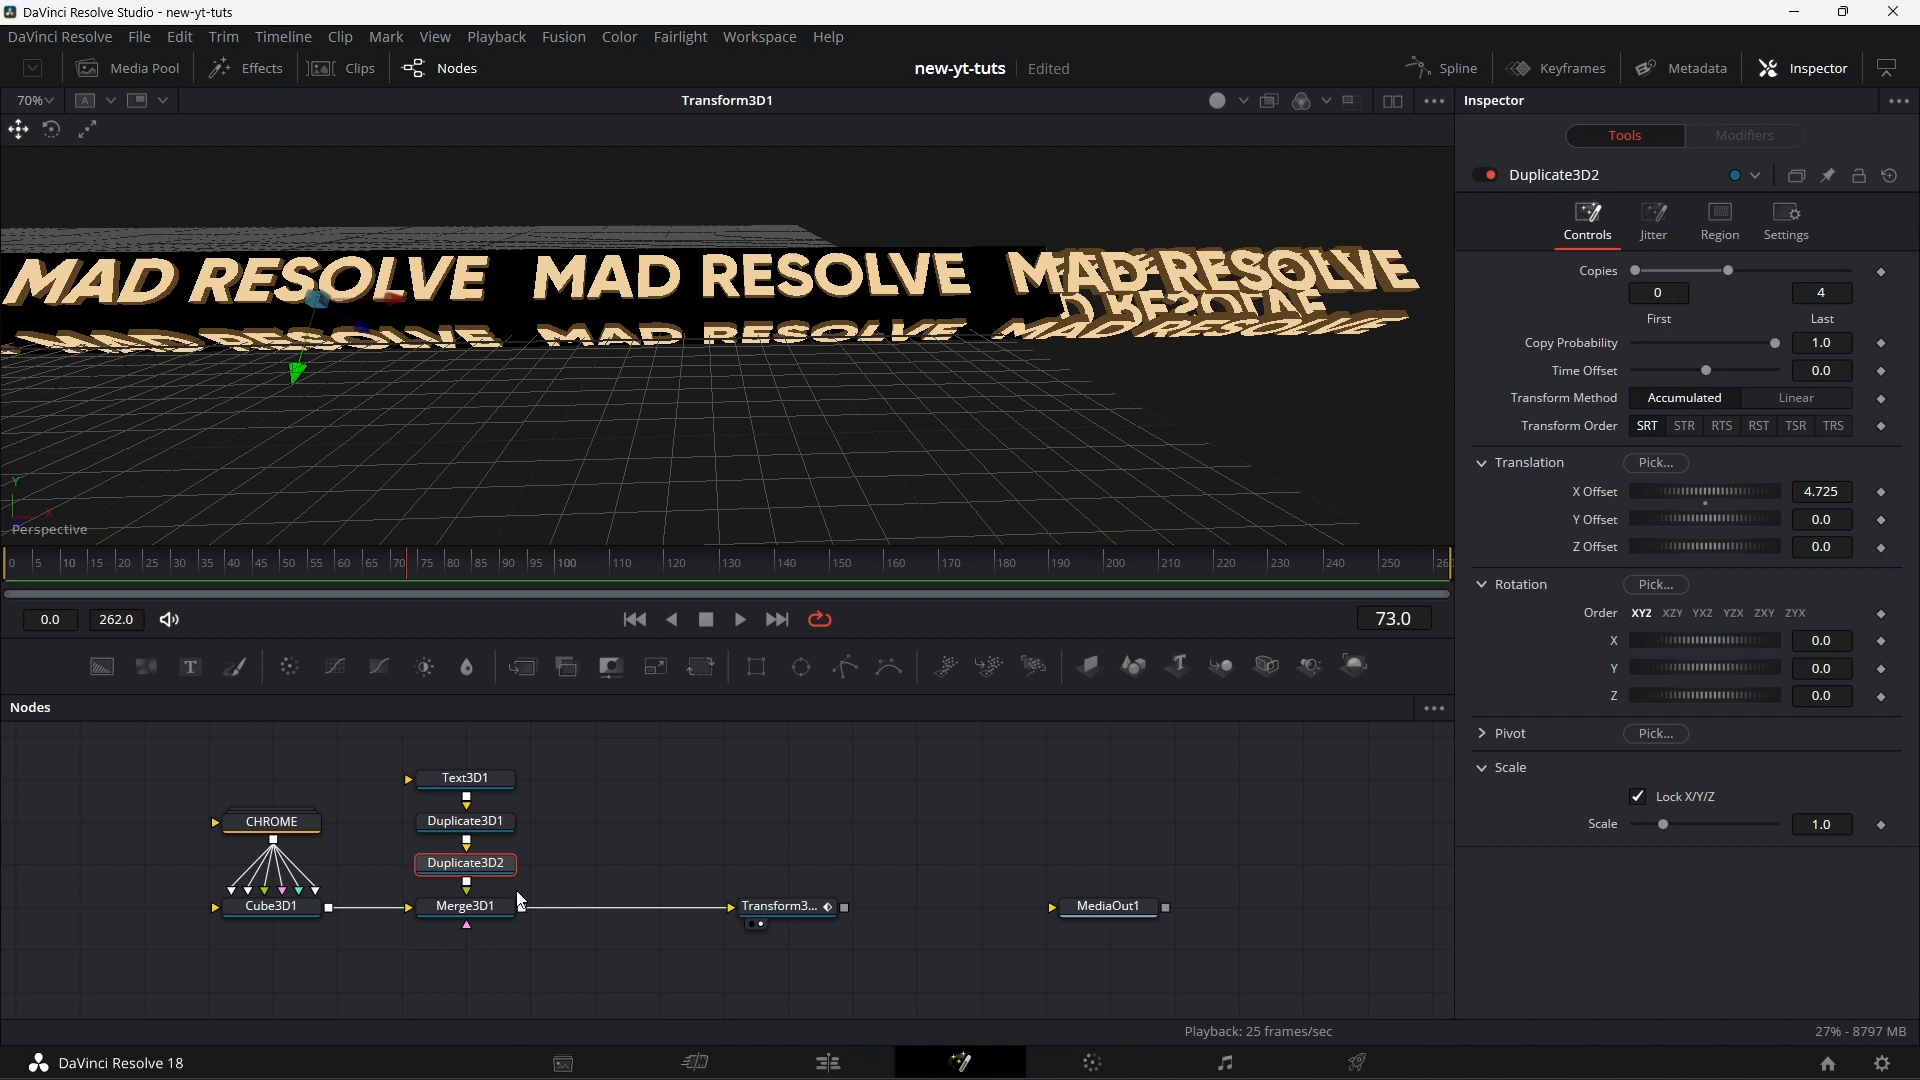 DaVinci Resolve Studio - new-yt-tuts
DaVinci Resolve File Edit Trim Timeline Clip Mark View Playback Fusion Color Fairlight Workspace Help
Media Pool Effects Clips Nodes new-yt-tuts Edited Spline Keyframes Metadata Inspector
70% A Transform3D1 Inspector
Tools Modifiers
Duplicate3D2
Controls Jitter Region Settings
MAD RESOLVE MAD RESOLVE MAD RESOLVE
MAD RESOLVE MAD RESOLVE MAD RESOLVE
Copies
0 4
First Last
Copy Probability 1.0
Time Offset 0.0
Transform Method Accumulated Linear
Transform Order SRT STR RTS RST TSR TRS
Translation Pick...
X Offset 4.725
Y Offset 0.0
Z Offset 0.0
Y
X
Perspective
0 5 10 15 20 25 30 35 40 45 50 55 60 65 70 75 80 85 90 95 100 110 120 130 140 150 160 170 180 190 200 210 220 230 240 250 26
Rotation Pick...
Order XYZ XZY YXZ YZX ZXY ZYX
0.0 262.0 73.0
X 0.0
Y 0.0
Z 0.0
T T
Nodes
Pivot Pick...
Scale
Lock X/Y/Z
Scale 1.0
Text3D1
CHROME Duplicate3D1
Duplicate3D2
Cube3D1 Merge3D1 Transform3... MediaOut1
Playback: 25 frames/sec 27% - 8797 MB
DaVinci Resolve 18